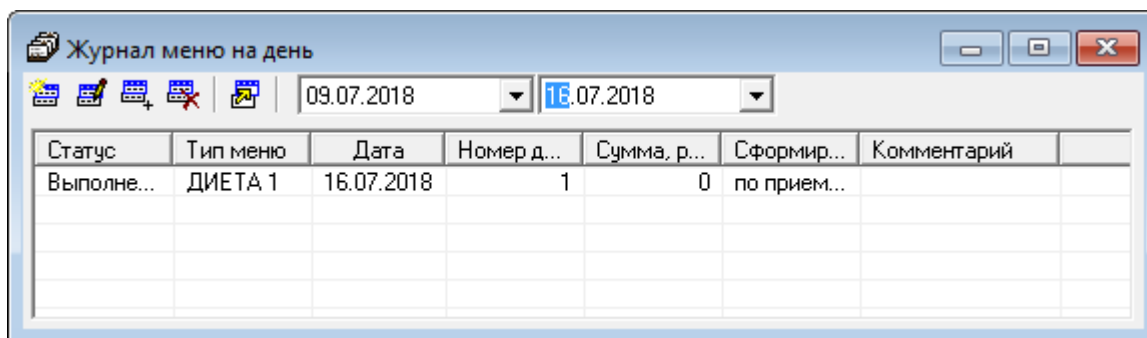 Журнал меню на день
09.07.2018 16.07.2018
Статус Тип меню Дата Номер д... Сумма, р... Сформир... Комментарий
Выполне... ДИЕТА 1 16.07.2018 1 0 по прием...